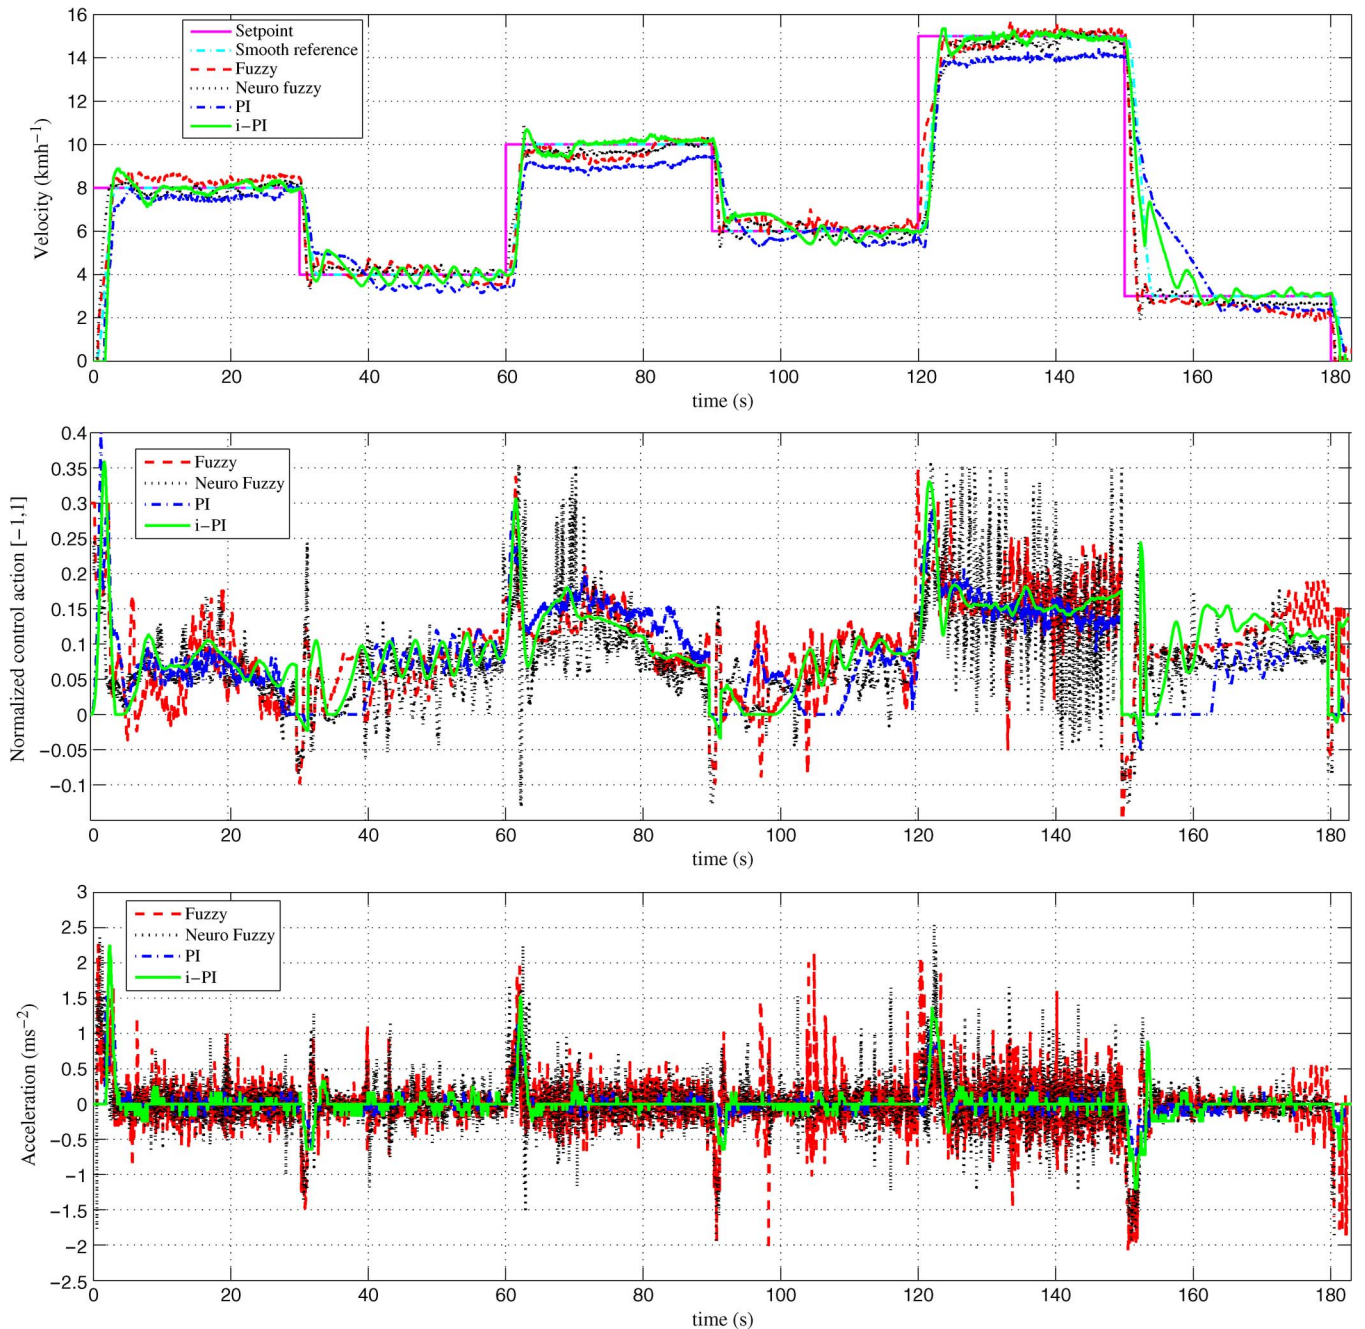 16
14
12
10
8
6
4
2
0
Velocity (kmh⁻¹)
Setpoint
Smooth reference
Fuzzy
Neuro fuzzy
PI
i−PI
0 20 40 60 80 100 120 140 160 180
time (s)
0.4
0.35
0.3
0.25
0.2
0.15
0.1
0.05
0
−0.05
−0.1
Normalized control action [−1,1]
Fuzzy
Neuro Fuzzy
PI
i−PI
0 20 40 60 80 100 120 140 160 180
time (s)
3
2.5
2
1.5
1
0.5
0
−0.5
−1
−1.5
−2
−2.5
Acceleration (ms⁻²)
Fuzzy
Neuro Fuzzy
PI
i−PI
0 20 40 60 80 100 120 140 160 180
time (s)